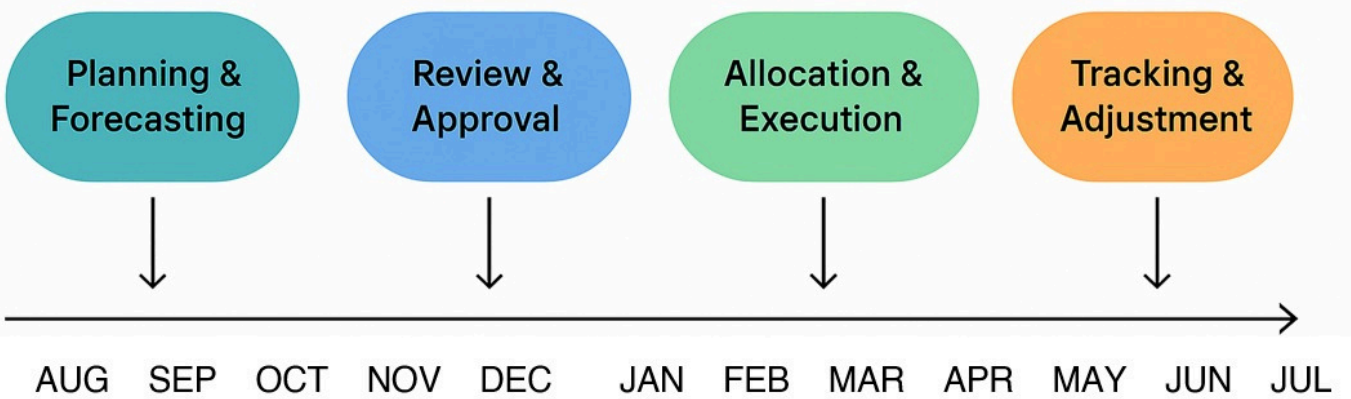 Planning &
Forecasting
Review &
Approval
Allocation &
Execution
Tracking &
Adjustment
AUG SEP OCT NOV DEC JAN FEB MAR APR MAY JUN JUL